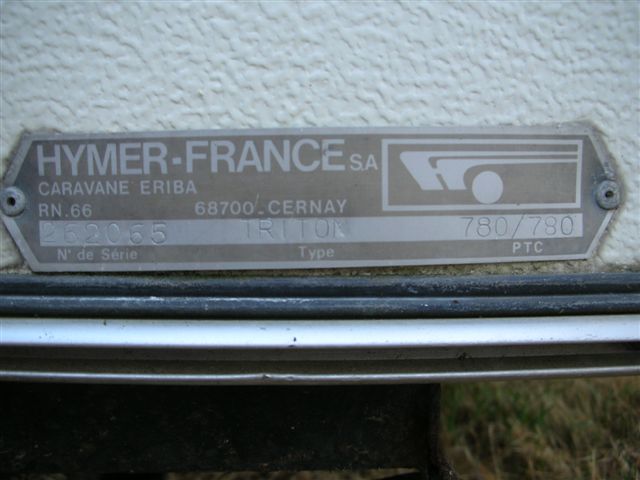 HYMER-FRANCE S.A
CARAVANE ERIBA
RN.66 68700 CERNAY
262065 TRITON 780/780
N° de Série Type PTC